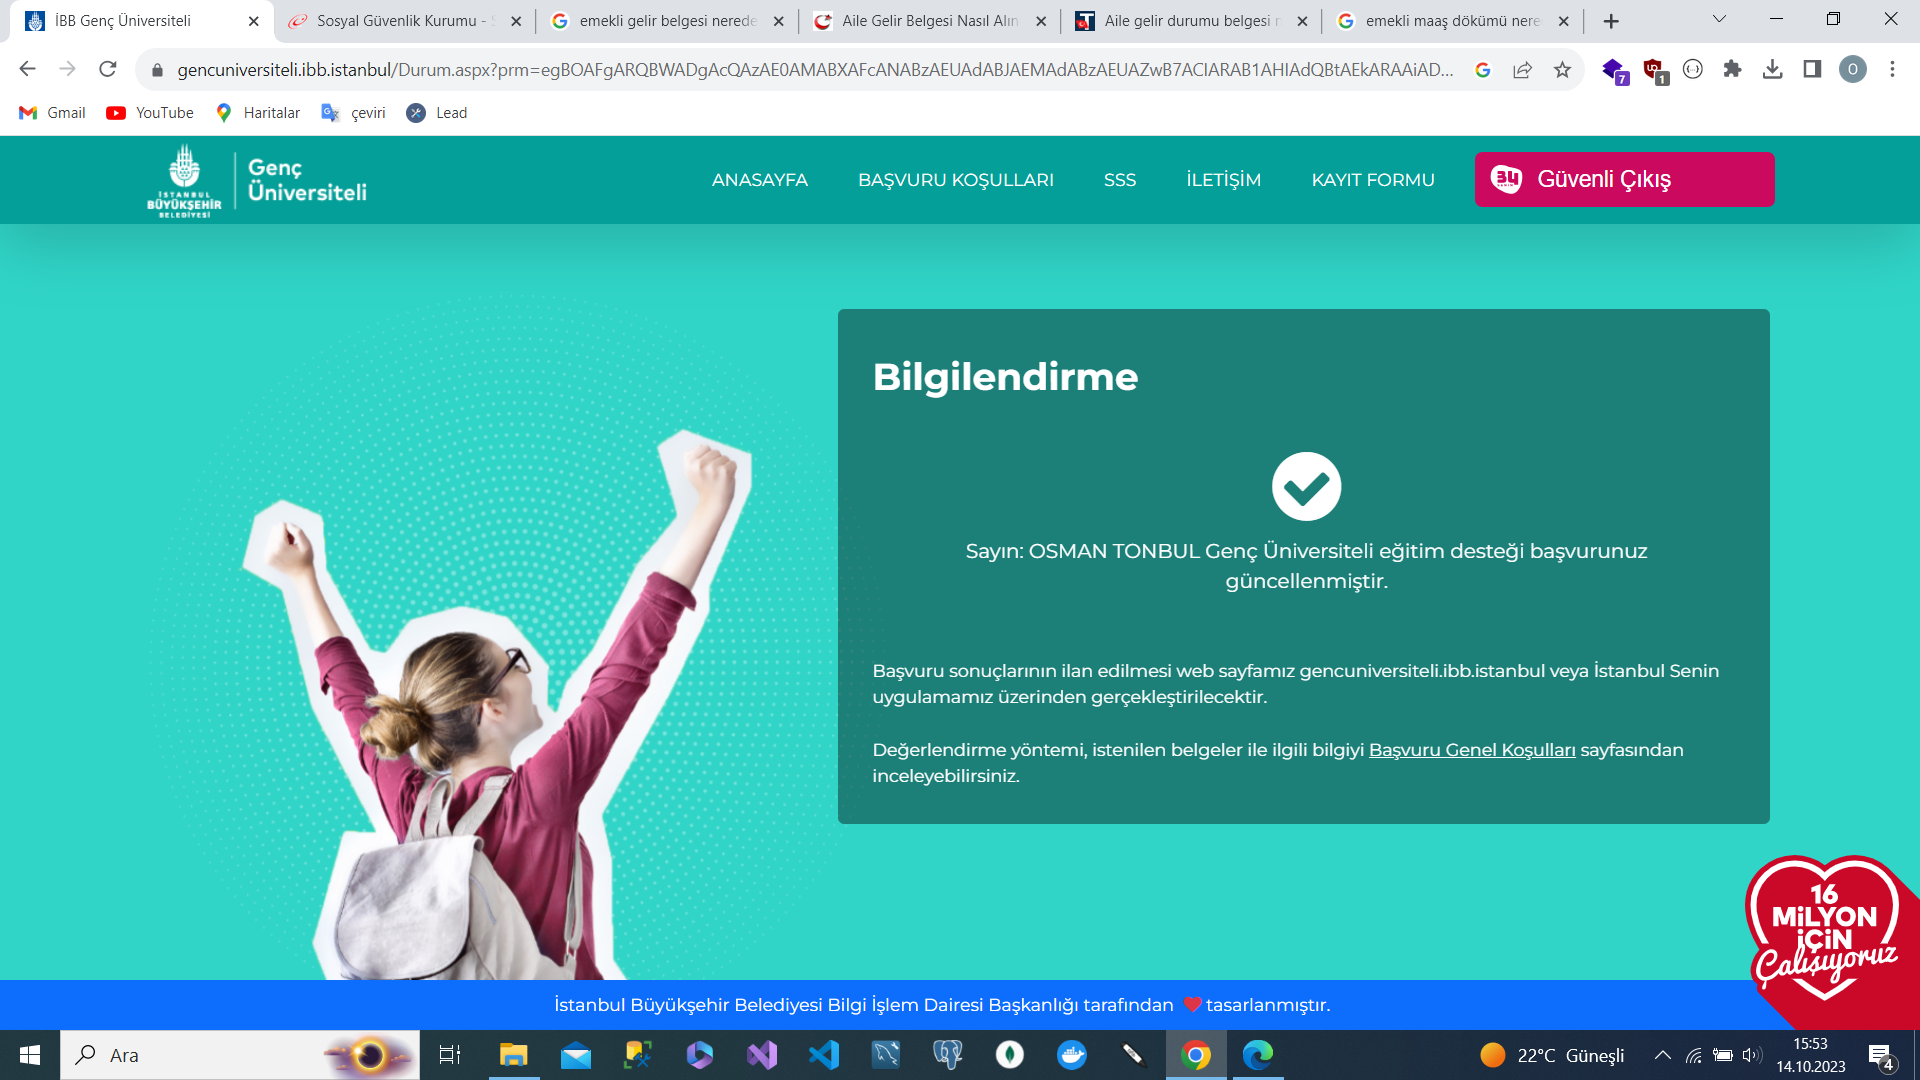 İBB Genç Üniversiteli
Sosyal Güvenlik Kurumu - S
emekli gelir belgesi nerede
Aile Gelir Belgesi Nasıl Alın
Aile gelir durumu belgesi n
emekli maaş dökümü nere
gencuniversiteli.ibb.istanbul/Durum.aspx?prm=egBOAFgARQBWADgAcQAzAE0AMABXAFcANABzAEUAdABJAEMAdABzAEUAZwB7ACIARAB1AHIAdQBtAEkARAAiAD...
7
1
O
Gmail
YouTube
Haritalar
çeviri
Lead
İSTANBUL
BÜYÜKŞEHİR
BELEDİYESİ
Genç
Üniversiteli
ANASAYFA
BAŞVURU KOŞULLARI
SSS
İLETİŞİM
KAYIT FORMU
34
Güvenli Çıkış
Bilgilendirme
Sayın: OSMAN TONBUL Genç Üniversiteli eğitim desteği başvurunuz
güncellenmiştir.
Başvuru sonuçlarının ilan edilmesi web sayfamız gencuniversiteli.ibb.istanbul veya İstanbul Senin
uygulamamız üzerinden gerçekleştirilecektir.
Değerlendirme yöntemi, istenilen belgeler ile ilgili bilgiyi Başvuru Genel Koşulları sayfasından
inceleyebilirsiniz.
16
MİLYON
İÇİN
Çalışıyoruz
İstanbul Büyükşehir Belediyesi Bilgi İşlem Dairesi Başkanlığı tarafından ❤ tasarlanmıştır.
Ara
22°C Güneşli
15:53
14.10.2023
4